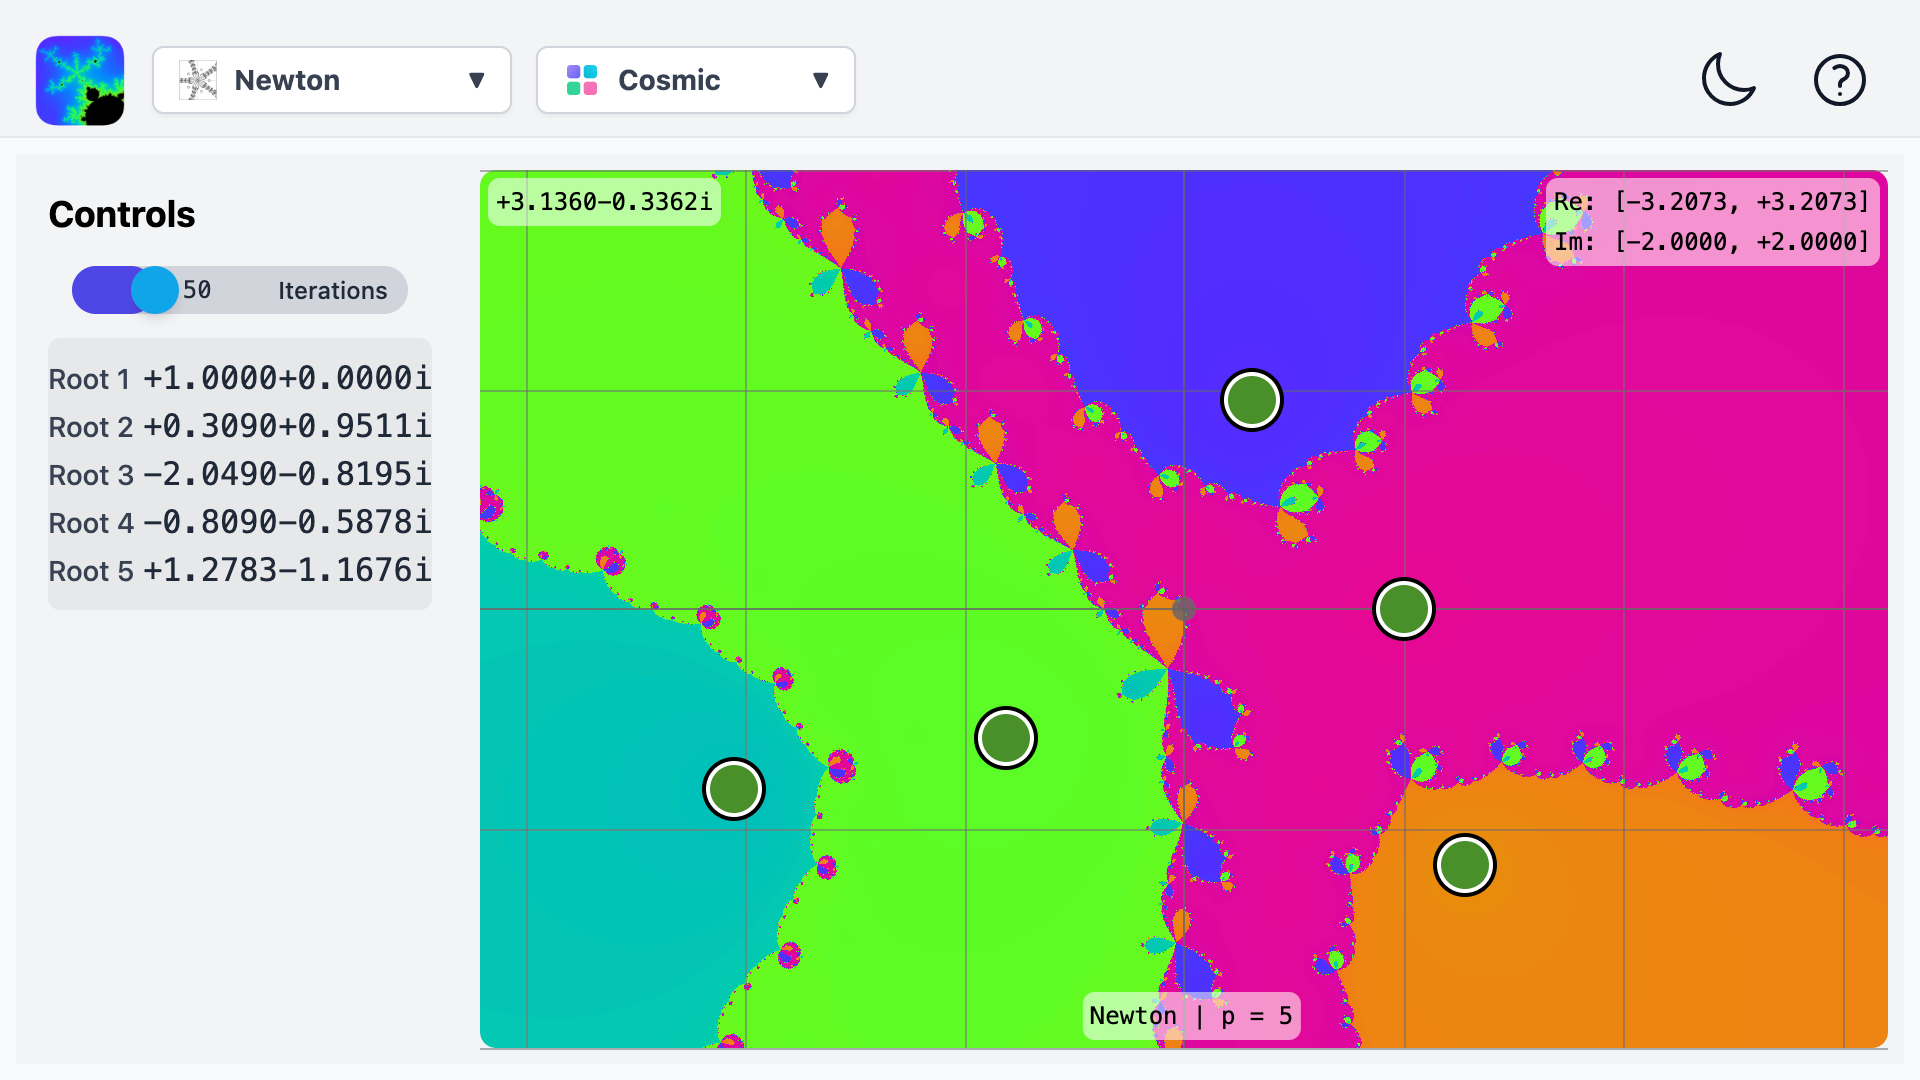 Newton ▼
Cosmic ▼
?
Controls
50 Iterations
Root 1 +1.0000+0.0000i
Root 2 +0.3090+0.9511i
Root 3 −2.0490−0.8195i
Root 4 −0.8090−0.5878i
Root 5 +1.2783−1.1676i
+3.1360−0.3362i
Re: [−3.2073, +3.2073]
Im: [−2.0000, +2.0000]
Newton | p = 5